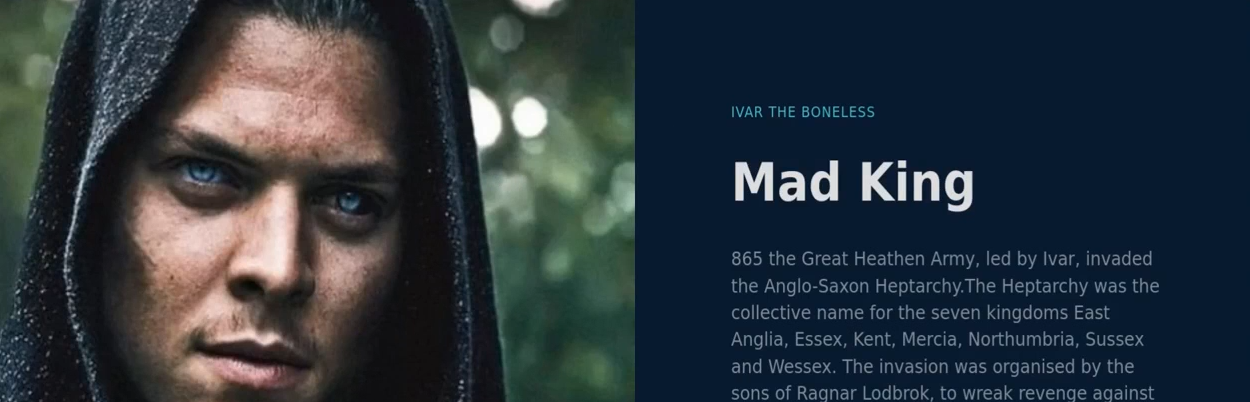 IVAR THE BONELESS
Mad King
865 the Great Heathen Army, led by Ivar, invaded
the Anglo-Saxon Heptarchy.The Heptarchy was the
collective name for the seven kingdoms East
Anglia, Essex, Kent, Mercia, Northumbria, Sussex
and Wessex. The invasion was organised by the
sons of Ragnar Lodbrok, to wreak revenge against